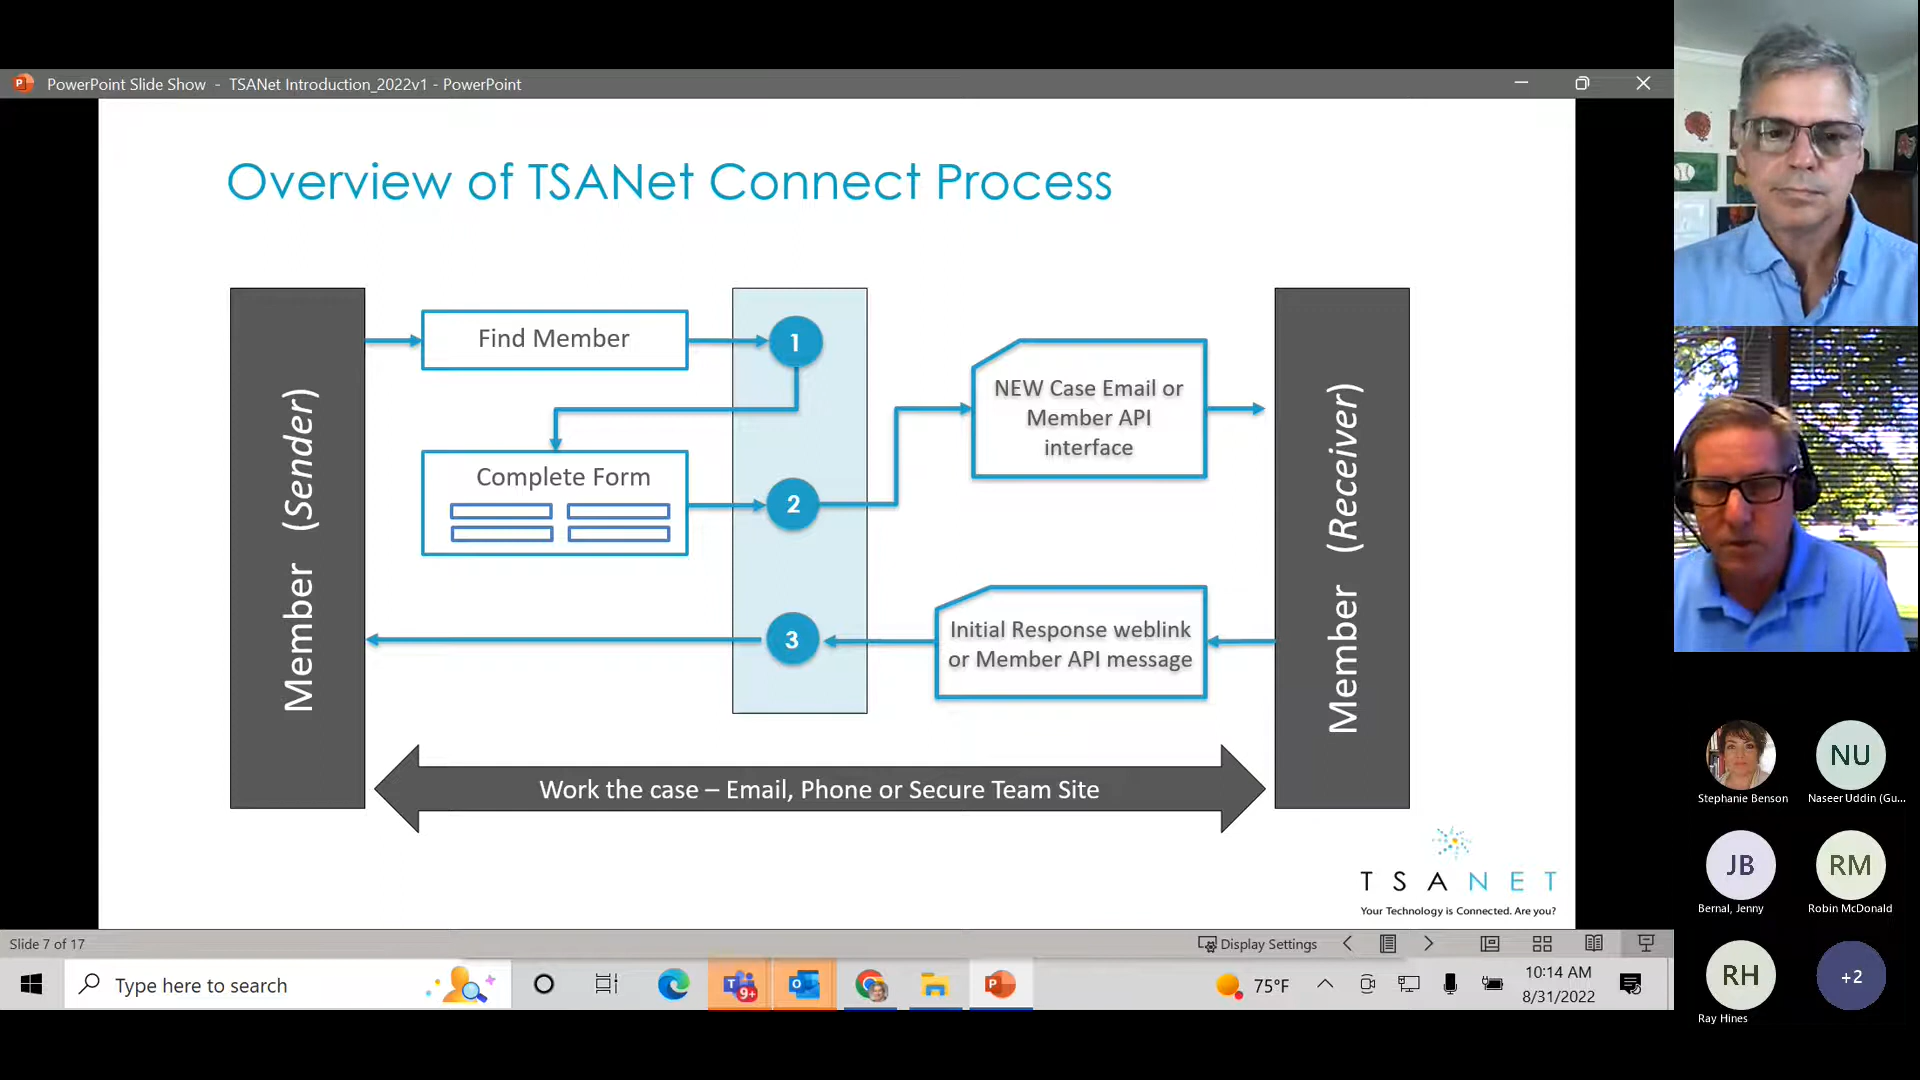 PowerPoint Slide Show - TSANet Introduction_2022v1 - PowerPoint
Overview of TSANet Connect Process
Member (Sender)
Find Member
1
Complete Form
2
NEW Case Email or
Member API
interface
3
Initial Response weblink
or Member API message
Member (Receiver)
Work the case – Email, Phone or Secure Team Site
TSANET
Your Technology is Connected. Are you?
Slide 7 of 17
Display Settings
Type here to search
9+
75°F
10:14 AM
8/31/2022
Stephanie Benson
NU
Naseer Uddin (Gu...
JB
Bernal, Jenny
RM
Robin McDonald
RH
Ray Hines
+2